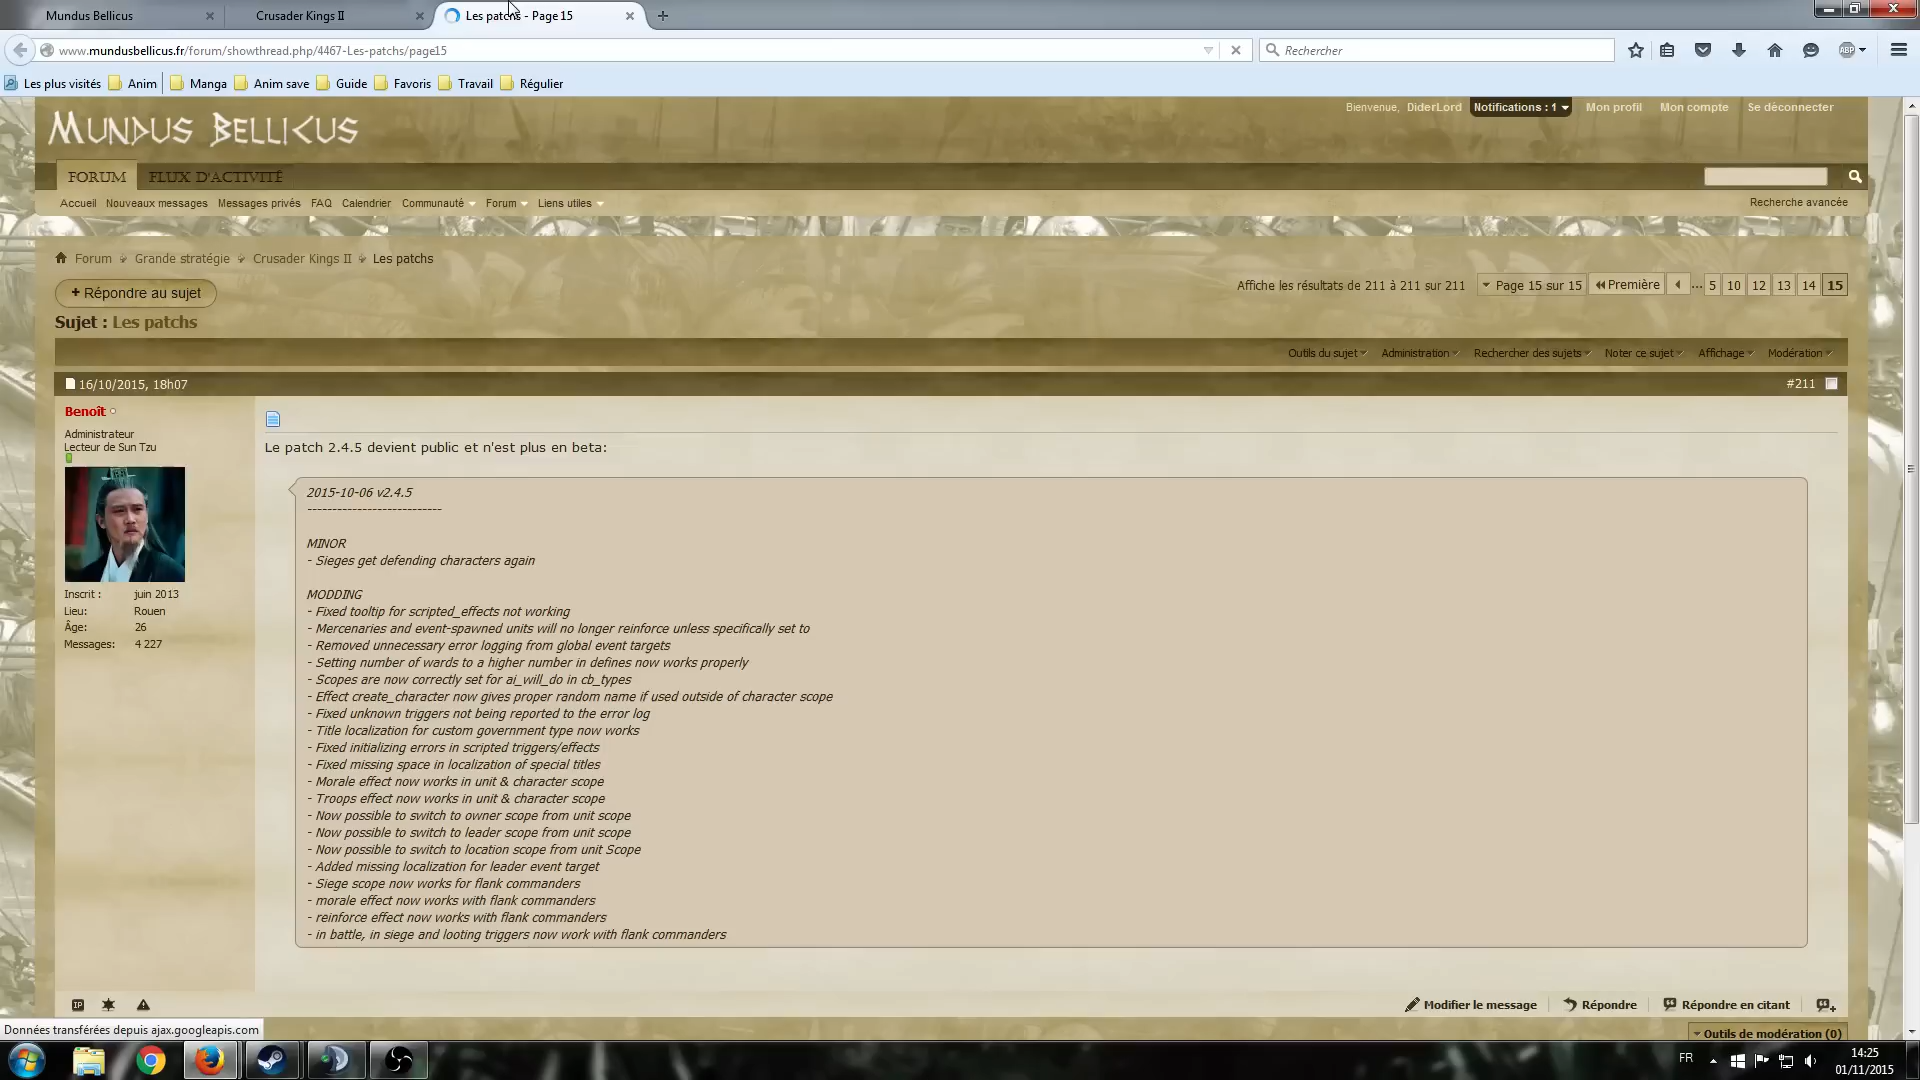 Mundus Bellicus
Crusader Kings II
Les patchs - Page 15
www.mundusbellicus.fr/forum/showthread.php/4467-Les-patchs/page15
Rechercher
ABP
Les plus visités Anim Manga Anim save Guide Favoris Travail Régulier
Bienvenue, DiderLord Notifications : 1 Mon profil Mon compte Se déconnecter
MUNDUS BELLICUS
FORUM FLUX D'ACTIVITÉ
Accueil Nouveaux messages Messages privés FAQ Calendrier Communauté Forum Liens utiles Recherche avancée
Forum Grande stratégie Crusader Kings II Les patchs
+ Répondre au sujet
Affiche les résultats de 211 à 211 sur 211 Page 15 sur 15 Première ... 5 10 12 13 14 15
Sujet : Les patchs
Outils du sujet Administration Rechercher des sujets Noter ce sujet Affichage Modération
16/10/2015, 18h07 #211
Benoît
Administrateur
Lecteur de Sun Tzu
Inscrit : juin 2013
Lieu: Rouen
Âge: 26
Messages: 4 227
Le patch 2.4.5 devient public et n'est plus en beta:
2015-10-06 v2.4.5
---------------------------
MINOR
- Sieges get defending characters again
MODDING
- Fixed tooltip for scripted_effects not working
- Mercenaries and event-spawned units will no longer reinforce unless specifically set to
- Removed unnecessary error logging from global event targets
- Setting number of wards to a higher number in defines now works properly
- Scopes are now correctly set for ai_will_do in cb_types
- Effect create_character now gives proper random name if used outside of character scope
- Fixed unknown triggers not being reported to the error log
- Title localization for custom government type now works
- Fixed initializing errors in scripted triggers/effects
- Fixed missing space in localization of special titles
- Morale effect now works in unit & character scope
- Troops effect now works in unit & character scope
- Now possible to switch to owner scope from unit scope
- Now possible to switch to leader scope from unit scope
- Now possible to switch to location scope from unit Scope
- Added missing localization for leader event target
- Siege scope now works for flank commanders
- morale effect now works with flank commanders
- reinforce effect now works with flank commanders
- in battle, in siege and looting triggers now work with flank commanders
IP
Modifier le message Répondre Répondre en citant
Données transférées depuis ajax.googleapis.com
Outils de modération (0)
FR
14:25
01/11/2015